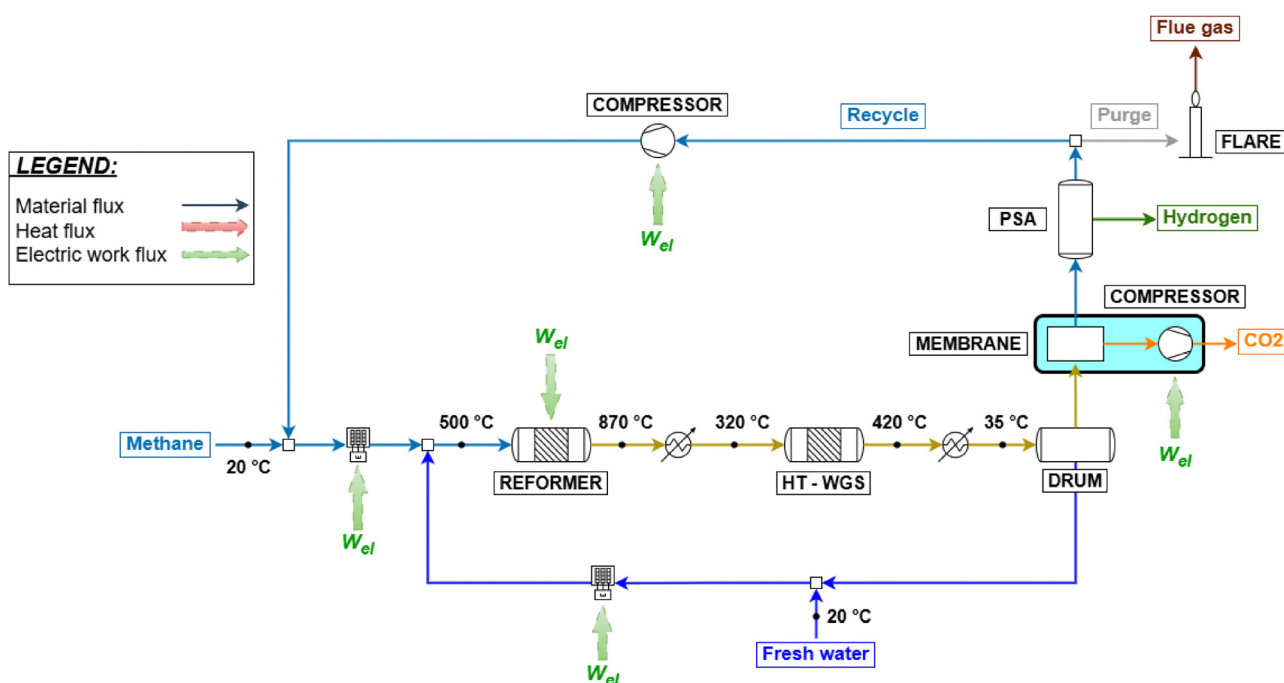 Flue gas
COMPRESSOR
Recycle
Purge
FLARE
LEGEND:
Material flux
Heat flux
Electric work flux
W_el
PSA
Hydrogen
COMPRESSOR
MEMBRANE
CO2
W_el
W_el
Methane
20 °C
500 °C
870 °C
320 °C
420 °C
35 °C
REFORMER
HT - WGS
DRUM
W_el
20 °C
Fresh water
W_el